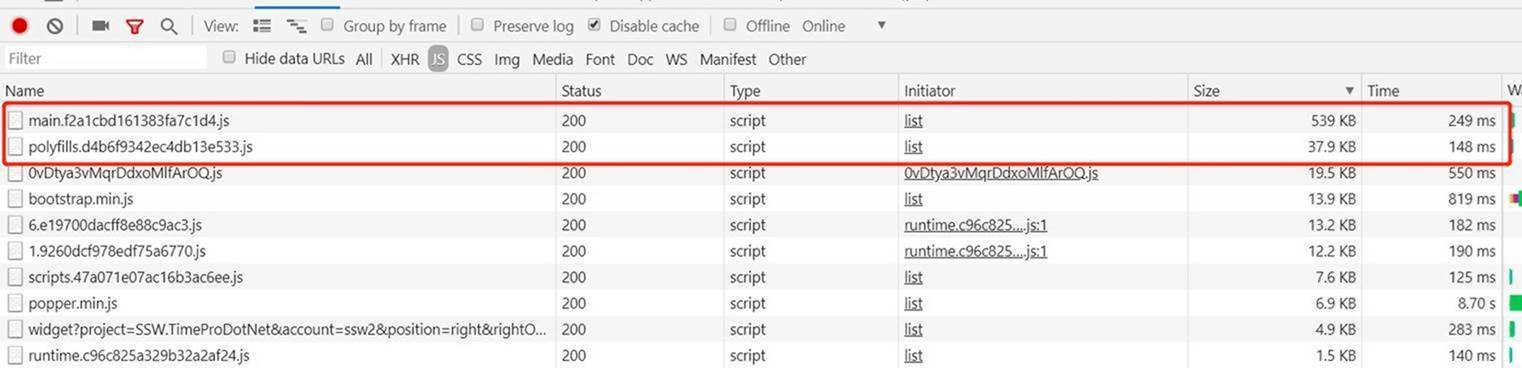 View: Group by frame Preserve log Disable cache Offline Online
Filter Hide data URLs All XHR JS CSS Img Media Font Doc WS Manifest Other
Name Status Type Initiator Size Time
main.f2a1cbd161383fa7c1d4.js 200 script list 539 KB 249 ms
polyfills.d4b6f9342ec4db13e533.js 200 script list 37.9 KB 148 ms
0vDtya3vMqrDdxoMlfArOQ.js 200 script 0vDtya3vMqrDdxoMlfArOQ.js 19.5 KB 550 ms
bootstrap.min.js 200 script list 13.9 KB 819 ms
6.e19700dacff8e88c9ac3.js 200 script runtime.c96c825....js:1 13.2 KB 182 ms
1.9260dcf978edf75a6770.js 200 script runtime.c96c825....js:1 12.2 KB 190 ms
scripts.47a071e07ac16b3ac6ee.js 200 script list 7.6 KB 125 ms
popper.min.js 200 script list 6.9 KB 8.70 s
widget?project=SSW.TimeProDotNet&account=ssw2&position=right&rightO... 200 script list 4.9 KB 283 ms
runtime.c96c825a329b32a2af24.js 200 script list 1.5 KB 140 ms